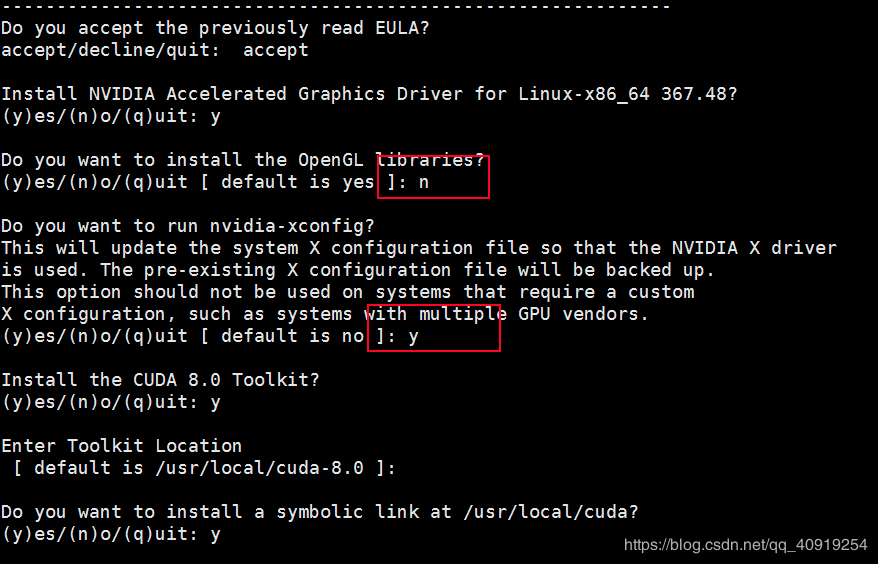 -------------------------------------------------------------
Do you accept the previously read EULA?
accept/decline/quit:  accept
Install NVIDIA Accelerated Graphics Driver for Linux-x86_64 367.48?
(y)es/(n)o/(q)uit: y
Do you want to install the OpenGL libraries?
(y)es/(n)o/(q)uit [ default is yes ]: n
Do you want to run nvidia-xconfig?
This will update the system X configuration file so that the NVIDIA X driver
is used. The pre-existing X configuration file will be backed up.
This option should not be used on systems that require a custom
X configuration, such as systems with multiple GPU vendors.
(y)es/(n)o/(q)uit [ default is no ]: y
Install the CUDA 8.0 Toolkit?
(y)es/(n)o/(q)uit: y
Enter Toolkit Location
 [ default is /usr/local/cuda-8.0 ]:
Do you want to install a symbolic link at /usr/local/cuda?
(y)es/(n)o/(q)uit: y
https://blog.csdn.net/qq_40919254